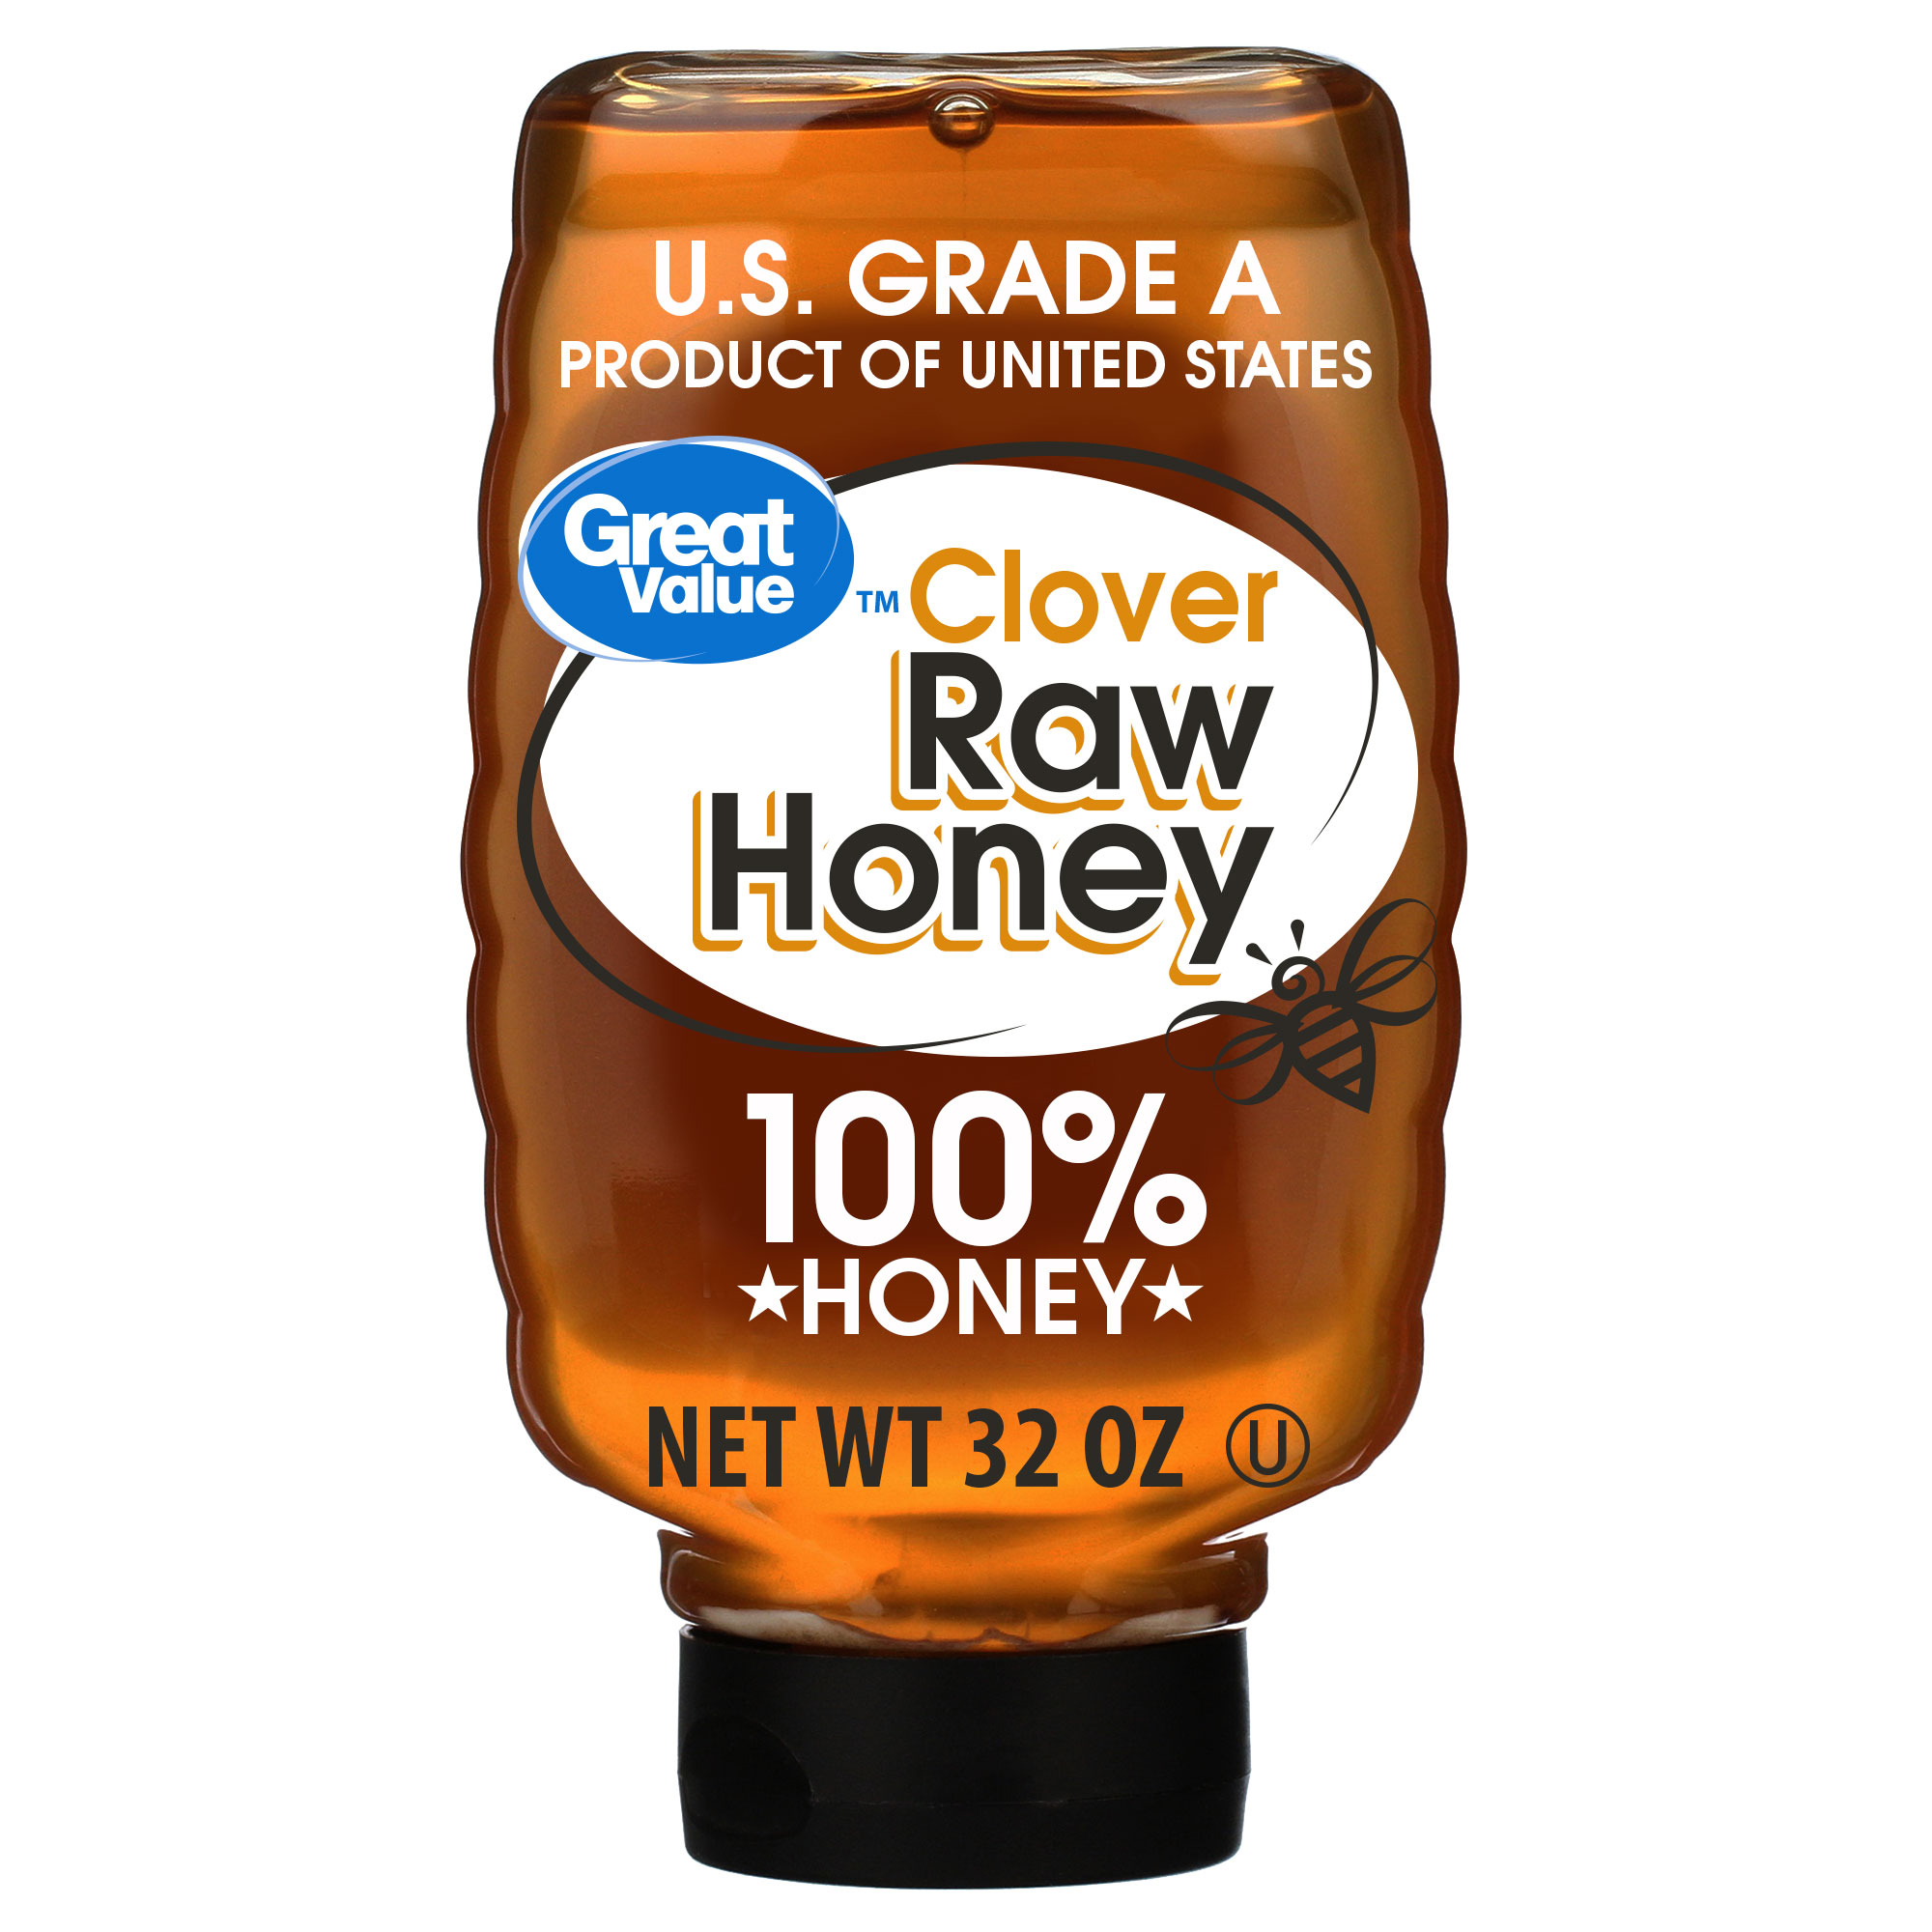 U.S. GRADE A
PRODUCT OF UNITED STATES
Great
Value
™ Clover
Raw
Honey
100%
★HONEY★
NET WT 32 OZ Ⓤ